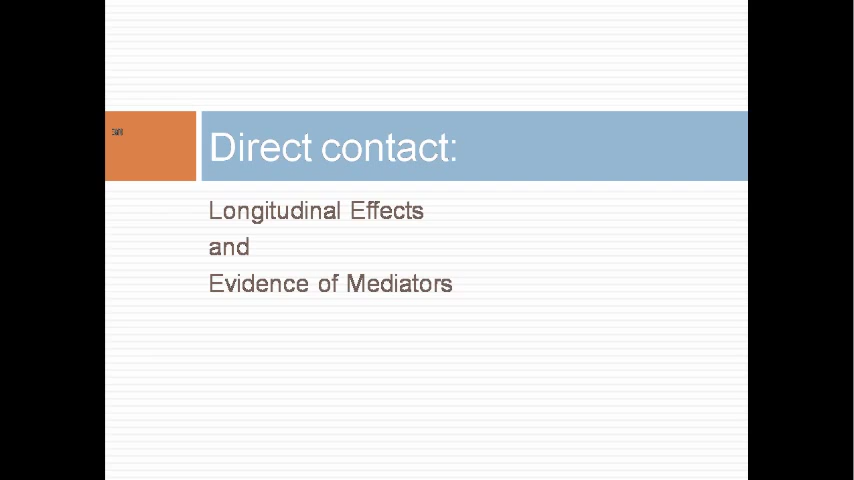 Direct contact:
Longitudinal Effects
and
Evidence of Mediators